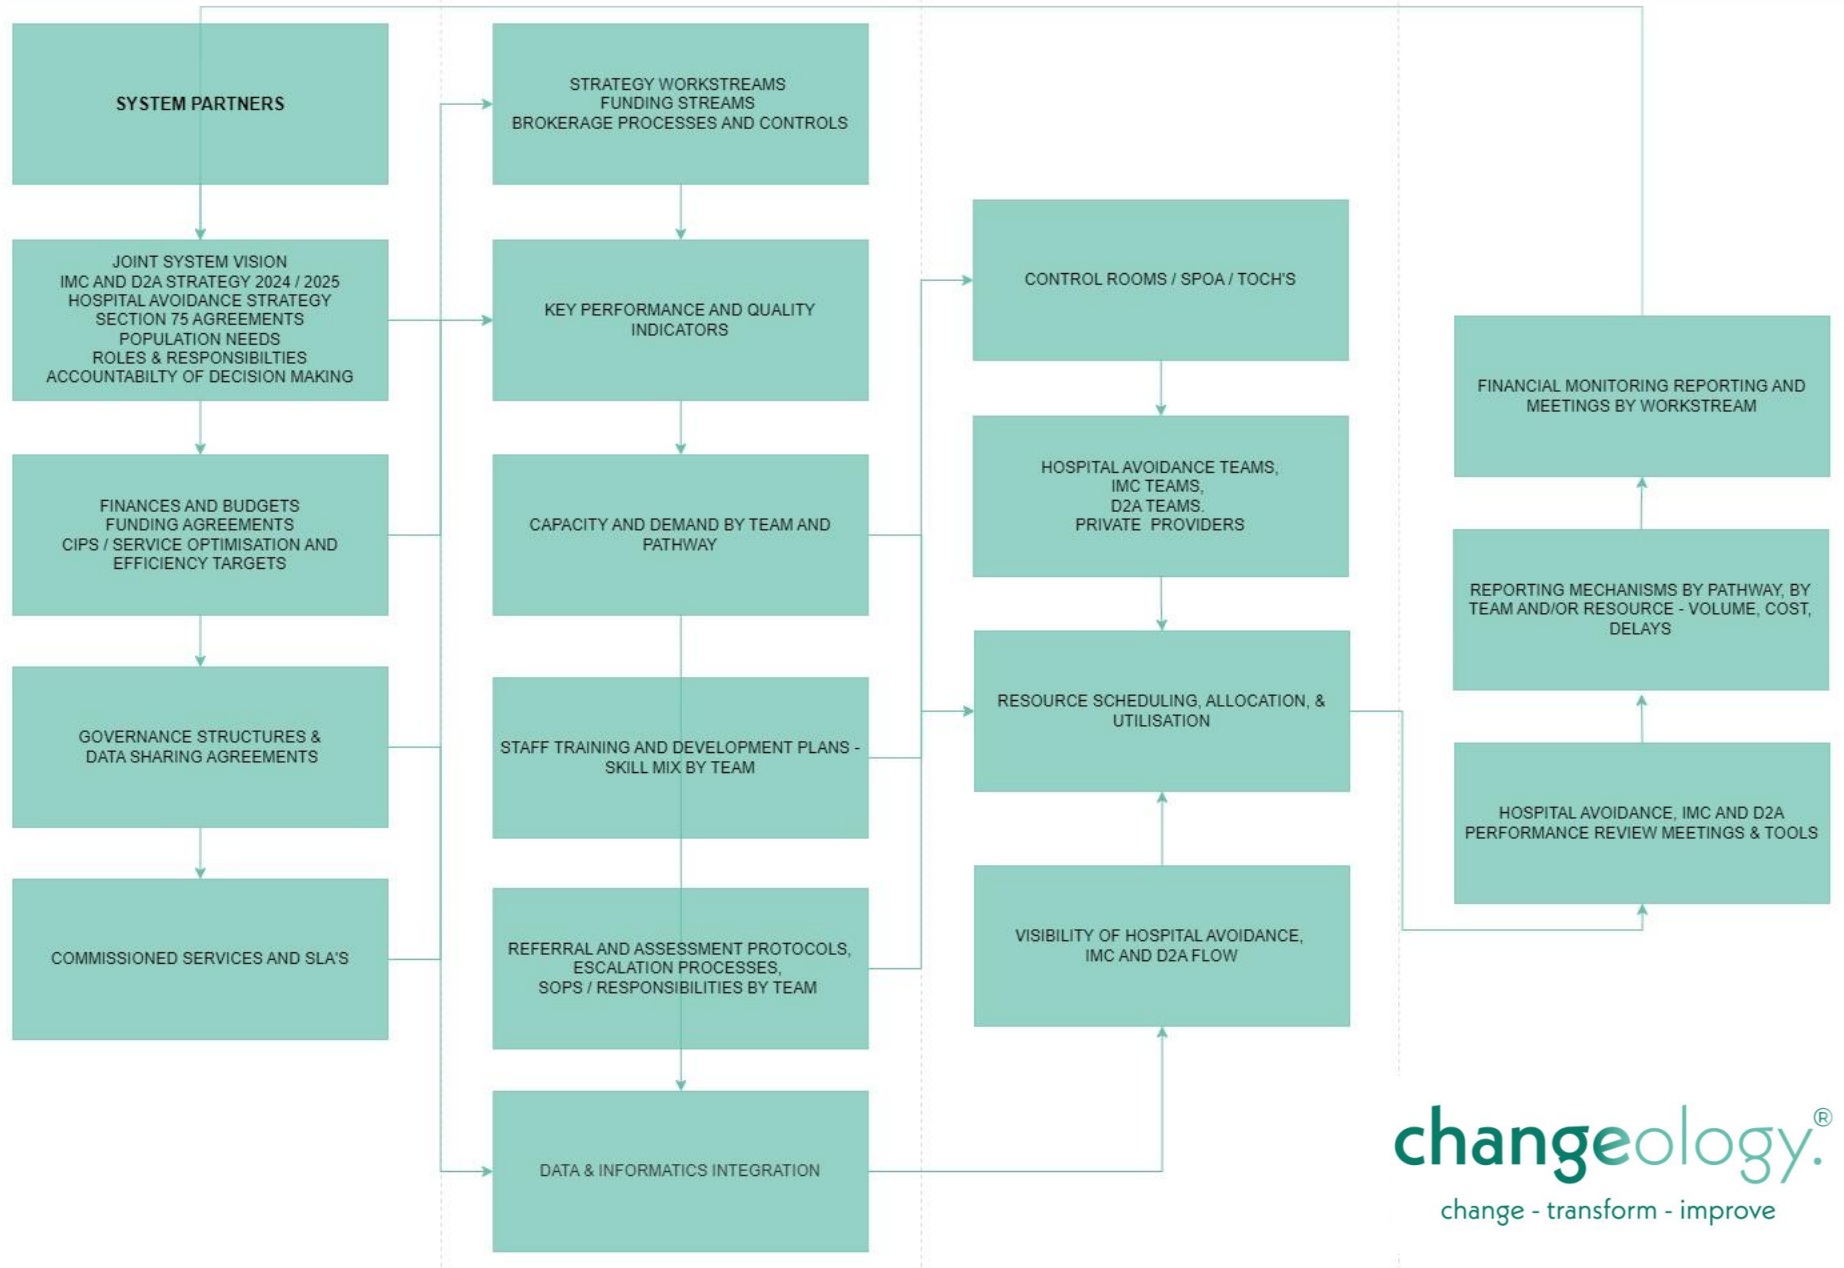 SYSTEM PARTNERS
JOINT SYSTEM VISION
IMC AND D2A STRATEGY 2024 / 2025
HOSPITAL AVOIDANCE STRATEGY
SECTION 75 AGREEMENTS
POPULATION NEEDS
ROLES & RESPONSIBILTIES
ACCOUNTABILTY OF DECISION MAKING
FINANCES AND BUDGETS
FUNDING AGREEMENTS
CIPS / SERVICE OPTIMISATION AND
EFFICIENCY TARGETS
GOVERNANCE STRUCTURES &
DATA SHARING AGREEMENTS
COMMISSIONED SERVICES AND SLA'S
STRATEGY WORKSTREAMS
FUNDING STREAMS
BROKERAGE PROCESSES AND CONTROLS
KEY PERFORMANCE AND QUALITY
INDICATORS
CAPACITY AND DEMAND BY TEAM AND
PATHWAY
STAFF TRAINING AND DEVELOPMENT PLANS -
SKILL MIX BY TEAM
REFERRAL AND ASSESSMENT PROTOCOLS,
ESCALATION PROCESSES,
SOPS / RESPONSIBILITIES BY TEAM
DATA & INFORMATICS INTEGRATION
CONTROL ROOMS / SPOA / TOCH'S
HOSPITAL AVOIDANCE TEAMS,
IMC TEAMS,
D2A TEAMS.
PRIVATE PROVIDERS
RESOURCE SCHEDULING, ALLOCATION, &
UTILISATION
VISIBILITY OF HOSPITAL AVOIDANCE,
IMC AND D2A FLOW
FINANCIAL MONITORING REPORTING AND
MEETINGS BY WORKSTREAM
REPORTING MECHANISMS BY PATHWAY, BY
TEAM AND/OR RESOURCE - VOLUME, COST,
DELAYS
HOSPITAL AVOIDANCE, IMC AND D2A
PERFORMANCE REVIEW MEETINGS & TOOLS
changeology.®
change - transform - improve